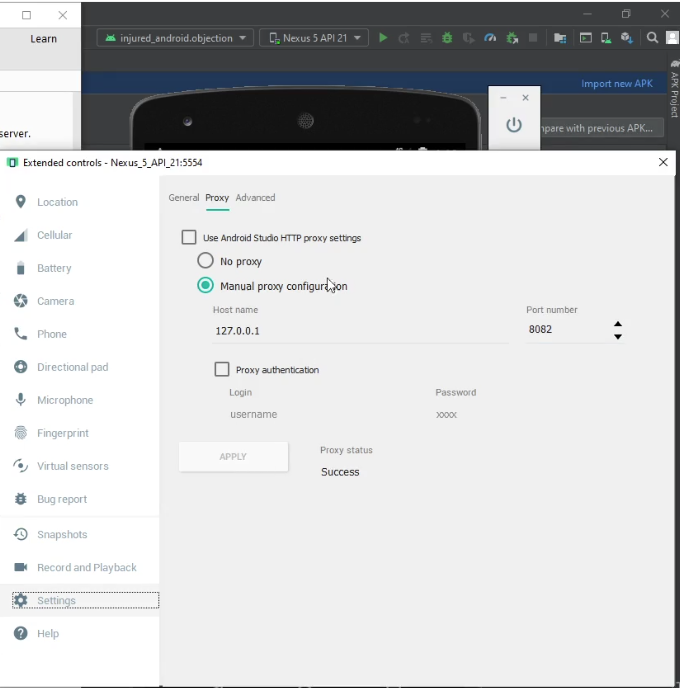 Learn
injured_android.objection
Nexus 5 API 21
Import new APK
APK Project
server.
npare with previous APK...
Extended controls - Nexus_5_API_21:5554
Location
Cellular
Battery
Camera
Phone
Directional pad
Microphone
Fingerprint
Virtual sensors
Bug report
Snapshots
Record and Playback
Settings
Help
General Proxy Advanced
Use Android Studio HTTP proxy settings
No proxy
Manual proxy configuration
Host name Port number
127.0.0.1 8082
Proxy authentication
Login Password
username xxxx
APPLY
Proxy status
Success